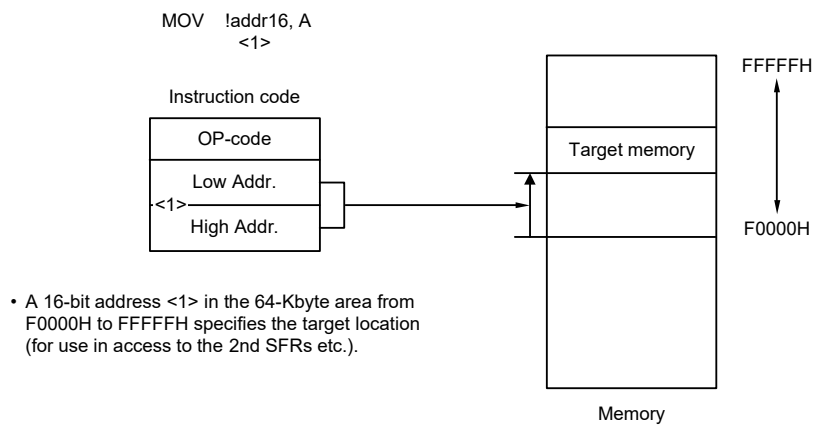 MOV !addr16, A
<1>
Instruction code
OP-code
Low Addr.
<1>
High Addr.
FFFFFH
Target memory
F0000H
Memory
• A 16-bit address <1> in the 64-Kbyte area from
F0000H to FFFFFH specifies the target location
(for use in access to the 2nd SFRs etc.).